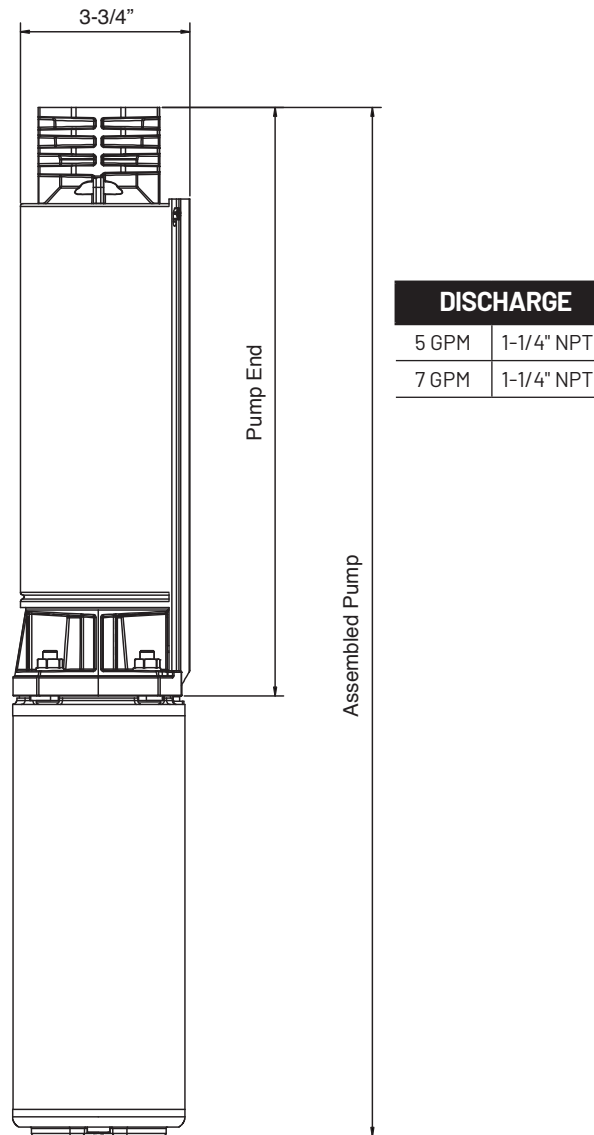 3-3/4”
Pump End
Assembled Pump
DISCHARGE
5 GPM 1-1/4" NPT
7 GPM 1-1/4" NPT